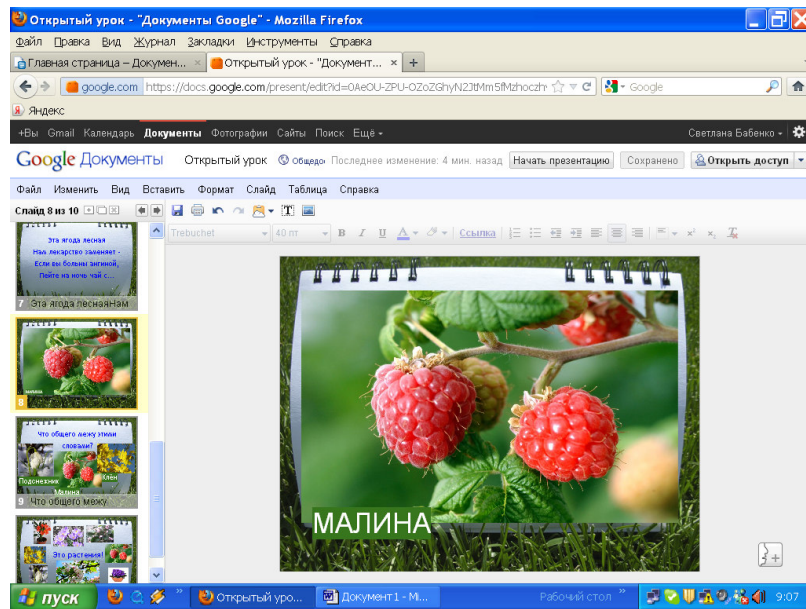 Открытый урок - "Документы Google" - Mozilla Firefox
Файл Правка Вид Журнал Закладки Инструменты Справка
Главная страница – Докумен... × Открытый урок - "Документ... × +
google.com https://docs.google.com/present/edit?id= Google
Яндекс
+Вы Gmail Календарь Документы Фотографии Сайты Поиск Ещё Светлана Бабенко
Google Документы Открытый урок Общедо Последнее изменение: 4 мин. назад Начать презентацию Сохранено Открыть доступ
Файл Изменить Вид Вставить Формат Слайд Таблица Справка
Слайд 8 из 10
Trebuchet 40 пт B I U A Ссылка
Эта ягода лесная
Нам лекарство заменяет -
Если вы больны ангиной,
Пейте на ночь чай с...
7 Эта ягода леснаяНам
МАЛИНА
8
Что общего межу этими
словами?
Подснежник
Клён
Малина
9 Что общего межу
Это растения!
МАЛИНА
пуск Открытый уро... Документ1 - Mi... Рабочий стол 9:07